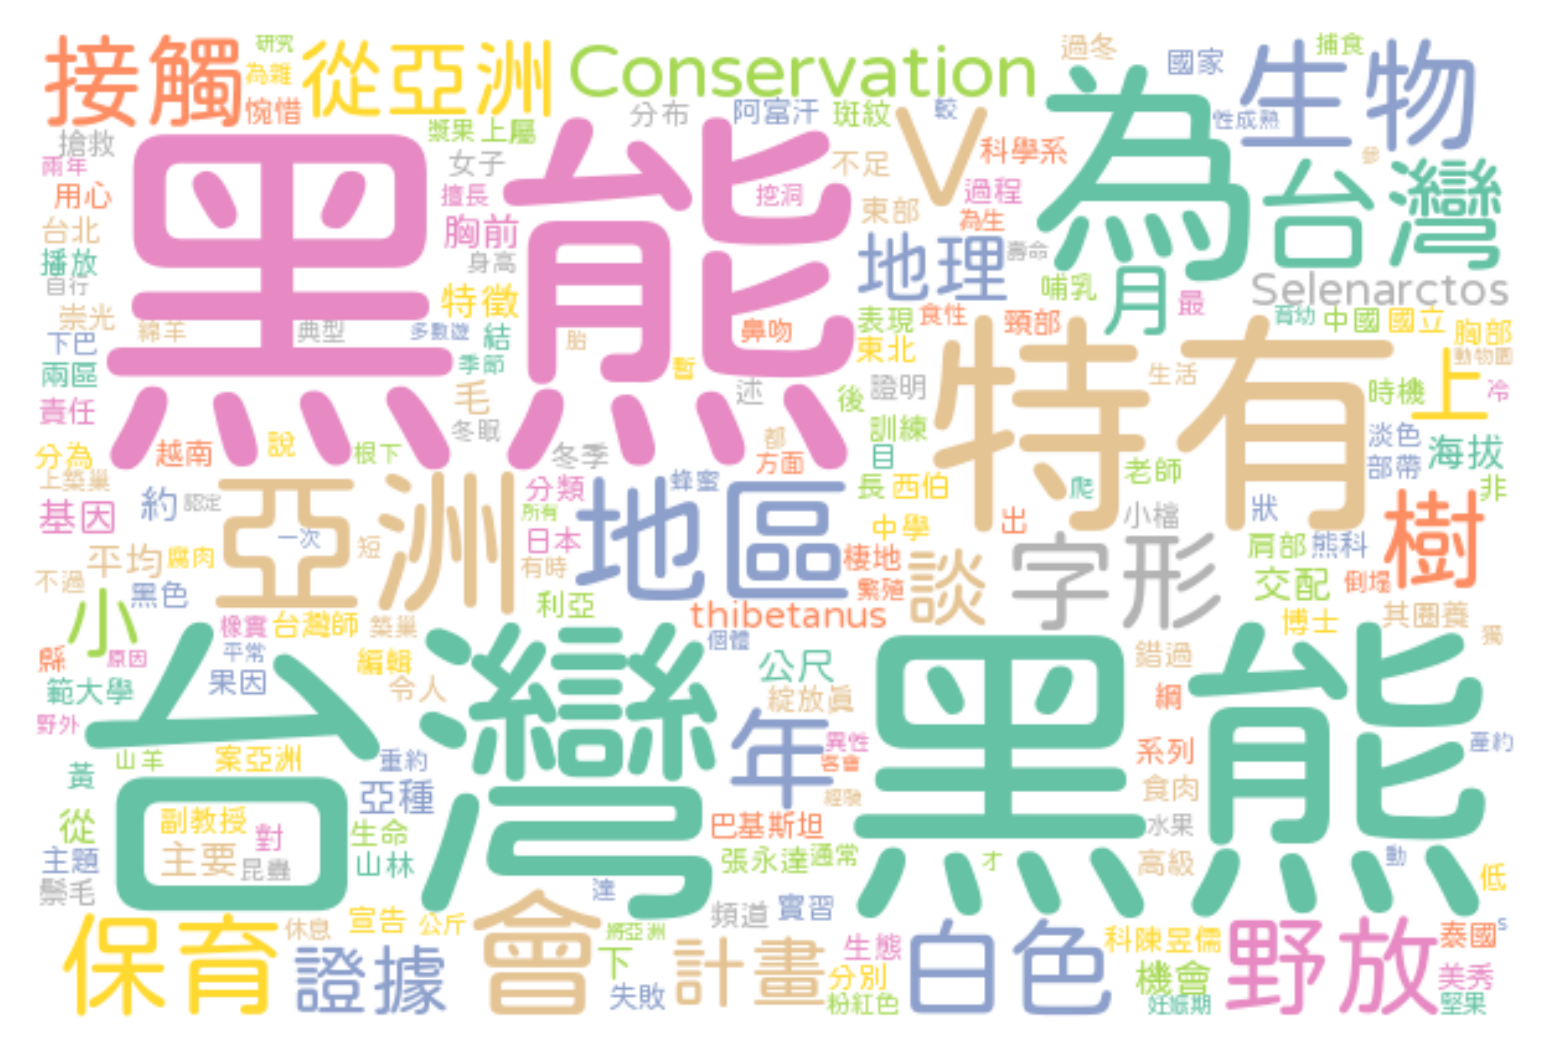 接觸
研究
為雜
惋惜
從亞洲
Conservation
過冬
國家
捕食
生物
搶救
漿果
上屬
分布
阿富汗
斑紋
較
V
為
性成熟
兩年
女子
不足
科學系
參
用心
黑熊
擅長
挖洞
過程
台灣
台北
胸前
東部
為生
播放
身高
地理
壽命
自行
特徵
哺乳
月
最
Selenarctos
崇光
綿羊
典型
多數遊
結
胎
鼻吻
表現
食性
頸部
育幼
中國
國立
胸部
下巴
季節
暫
東北
特有
動物園
兩區
毛
述
後
證明
生活
時機
上
冷
責任
冬眠
都
訓練
淡色
海拔
分為
越南
說
根下
冬季
方面
目
老師
部帶
上築巢
分類
蜂蜜
長
西伯
爬
非
基因
約
認定
亞洲
所有
地區
中學
出
小檔
狀
樹
一次
日本
平均
腐肉
短
有時
棲地
談
字形
肩部
熊科
不過
黑色
利亞
繁殖
交配
倒塌
小
橡實
台灣師
築巢
thibetanus
博士
其圈養
縣
原因
平常
編輯
台灣
個體
黑熊
錯過
獨
範大學
果因
令人
公尺
綻放真
綱
野外
年
異性
系列
產約
山羊
案亞洲
重約
客會
黃
亞種
經驗
食肉
從
副教授
對
生命
巴基斯坦
水果
主題
主要
昆蟲
山林
張永達
通常
才
高級
動
低
鬃毛
達
保育
休息
宣告
公斤
會
將亞洲
頻道
實習
白色
科陳昱儒
野放
泰國
s
證據
下
計畫
生態
機會
美秀
失敗
分別
粉紅色
妊娠期
堅果